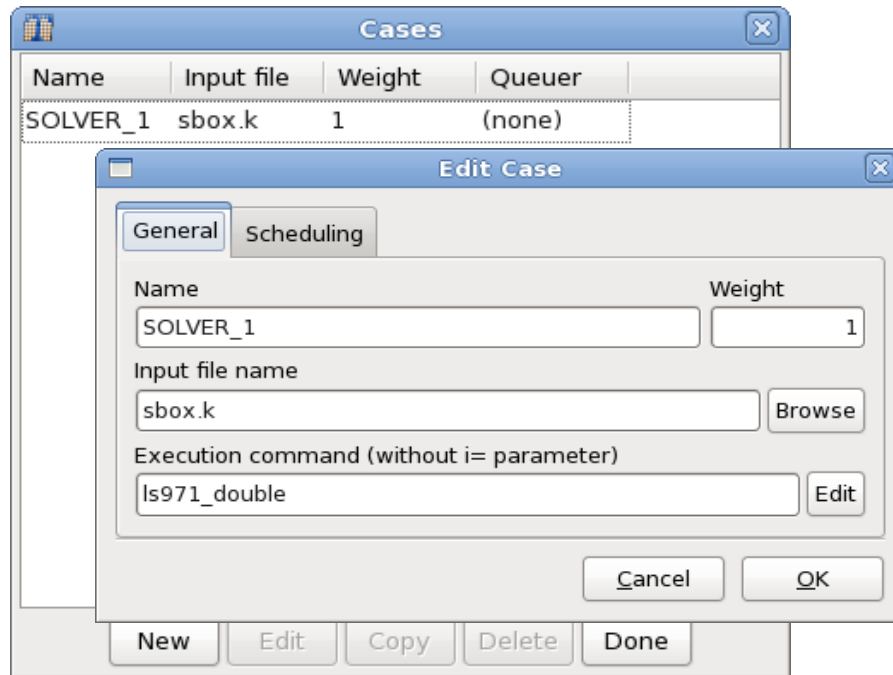 Cases
Name Input file Weight Queuer
SOLVER_1 sbox.k 1 (none)
Edit Case
General Scheduling
Name Weight
SOLVER_1 1
Input file name
sbox.k Browse
Execution command (without i= parameter)
ls971_double Edit
Cancel OK
New Edit Copy Delete Done